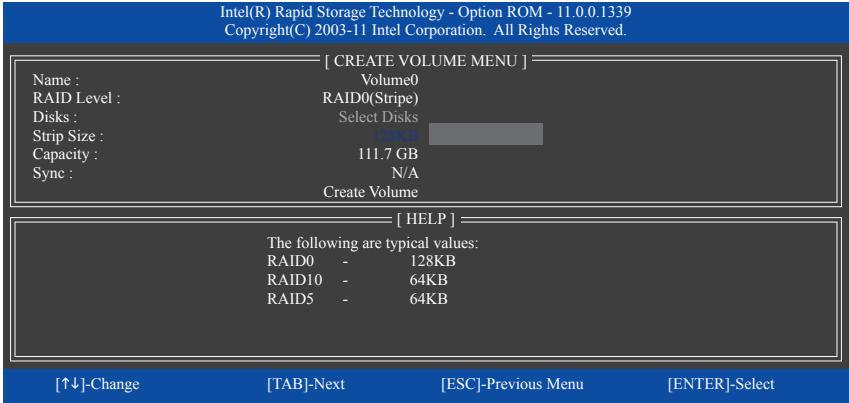 Intel(R) Rapid Storage Technology - Option ROM - 11.0.0.1339
Copyright(C) 2003-11 Intel Corporation. All Rights Reserved.
[ CREATE VOLUME MENU ]
Name : Volume0
RAID Level : RAID0(Stripe)
Disks : Select Disks
Strip Size : 128KB
Capacity : 111.7 GB
Sync : N/A
Create Volume
[ HELP ]
The following are typical values:
RAID0 - 128KB
RAID10 - 64KB
RAID5 - 64KB
[↑↓]-Change [TAB]-Next [ESC]-Previous Menu [ENTER]-Select